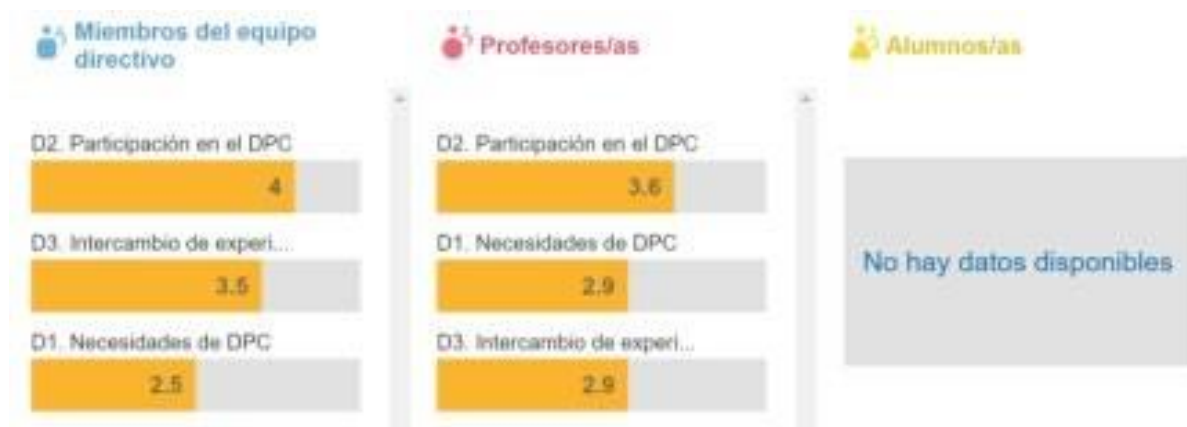 Miembros del equipo
directivo
D2. Participación en el DPC
4
D3. Intercambio de experi...
3.5
D1. Necesidades de DPC
2.5
Profesores/as
D2. Participación en el DPC
3.6
D1. Necesidades de DPC
2.9
D3. Intercambio de experi...
2.9
Alumnos/as
No hay datos disponibles